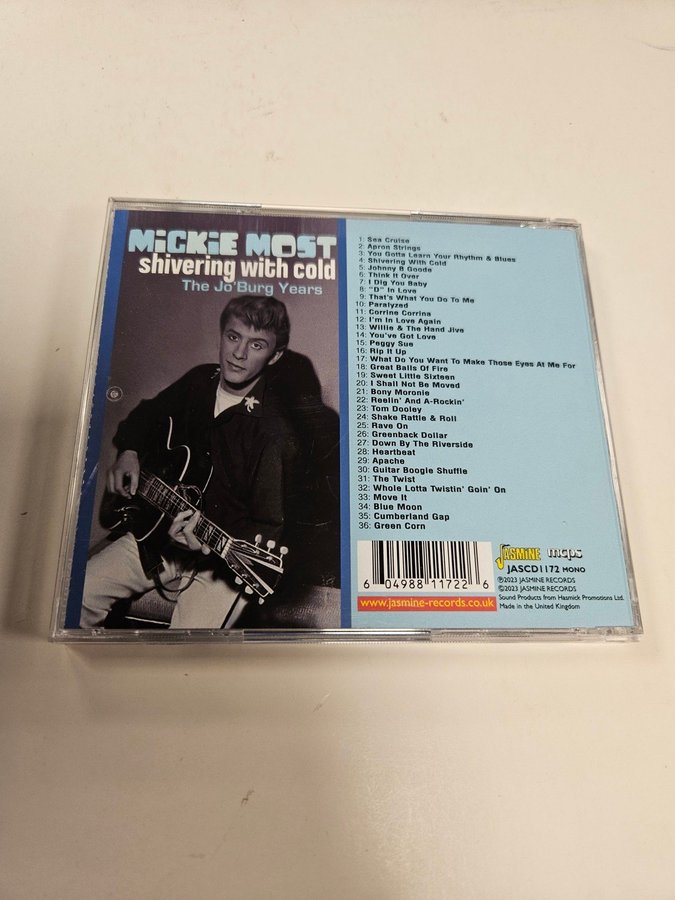 MiCKiE MOST
shivering with cold
The Jo'Burg Years
1: Sea Cruise
2: Apron Strings
3: You Gotta Learn Your Rhythm & Blues
4: Shivering With Cold
5: Johnny B Goode
6: Think It Over
7: I Dig You Baby
8: "D" In Love
9: That's What You Do To Me
10: Paralyzed
11: Corrine Corrina
12: I'm In Love Again
13: Willie & The Hand Jive
14: You've Got Love
15: Peggy Sue
16: Rip It Up
17: What Do You Want To Make Those Eyes At Me For
18: Great Balls Of Fire
19: Sweet Little Sixteen
20: I Shall Not Be Moved
21: Bony Moronie
22: Reelin' And A-Rockin'
23: Tom Dooley
24: Shake Rattle & Roll
25: Rave On
26: Greenback Dollar
27: Down By The Riverside
28: Heartbeat
29: Apache
30: Guitar Boogie Shuffle
31: The Twist
32: Whole Lotta Twistin' Goin' On
33: Move It
34: Blue Moon
35: Cumberland Gap
36: Green Corn
6 04988 11722 6
www.jasmine-records.co.uk
JASMINE mcps
JASCD1172 MONO
℗2023 JASMINE RECORDS
©2023 JASMINE RECORDS
Sound Products from Hasmick Promotions Ltd.
Made in the United Kingdom